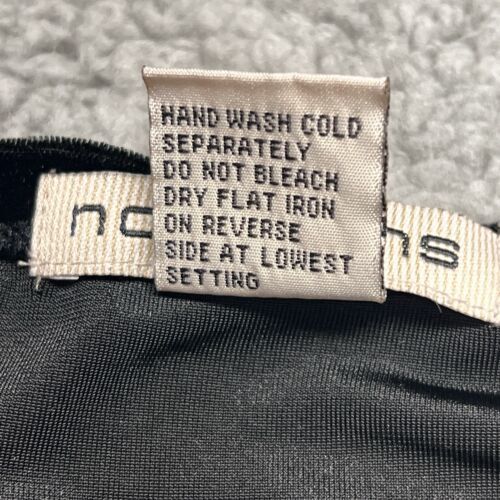 HAND WASH COLD
SEPARATELY
DO NOT BLEACH
DRY FLAT IRON
ON REVERSE
SIDE AT LOWEST
SETTING